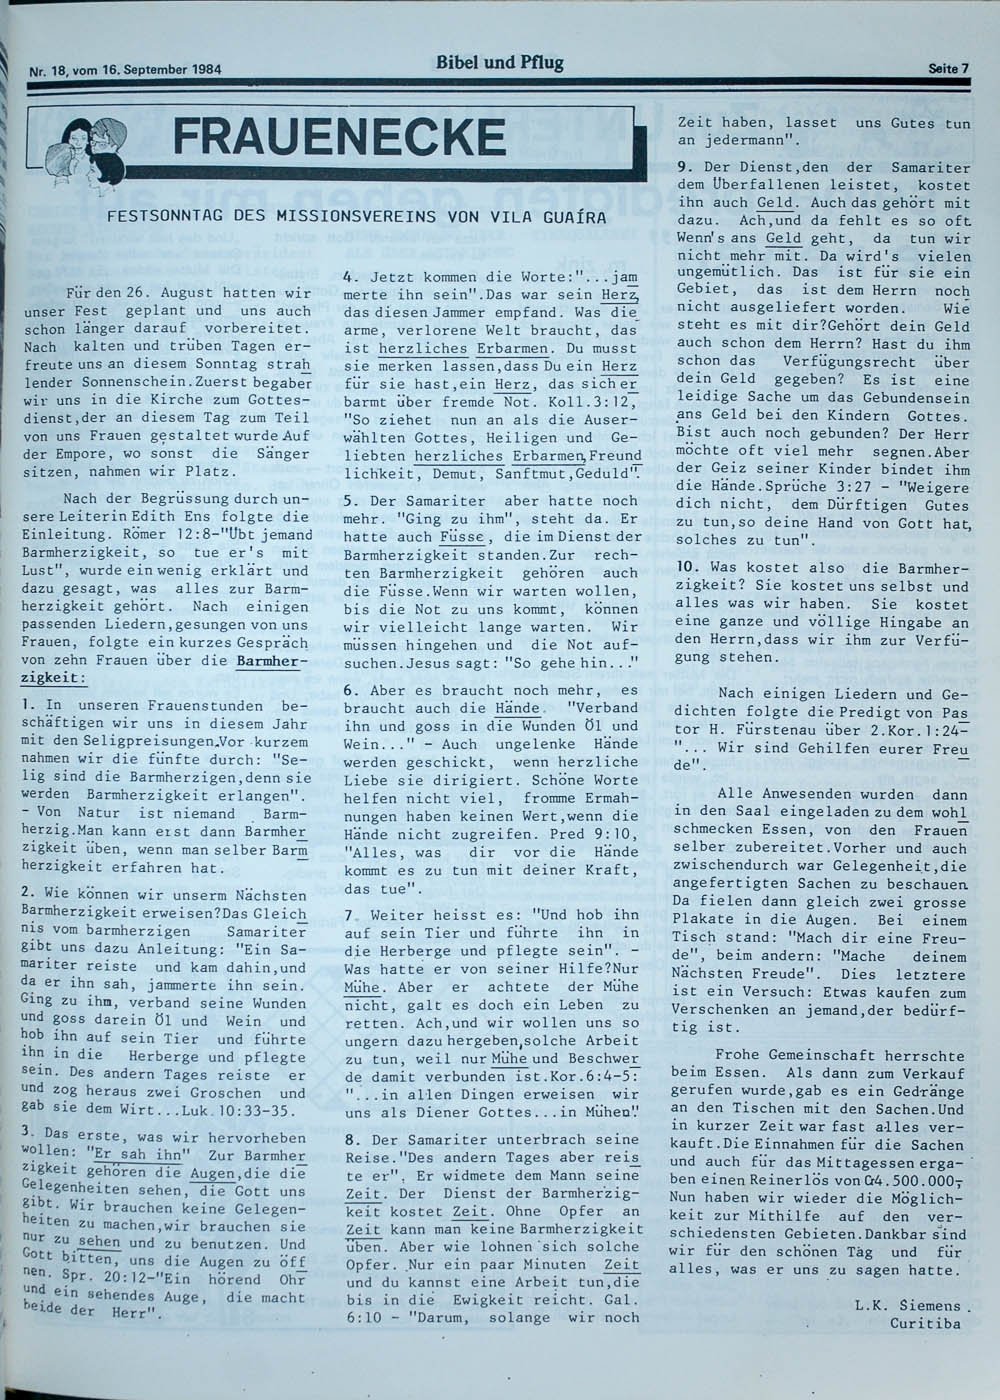 Nr. 18, vom 16. September 1984
Bibel und Pflug
Seite 7
FRAUENECKE
FESTSONNTAG DES MISSIONSVEREINS VON VILA GUAÍRA
Für den 26. August hatten wir
unser Fest geplant und uns auch
schon länger darauf vorbereitet.
Nach kalten und trüben Tagen er-
freute uns an diesem Sonntag strah
lender Sonnenschein.Zuerst begaber
wir uns in die Kirche zum Gottes-
dienst,der an diesem Tag zum Teil
von uns Frauen gestaltet wurde Auf
der Empore, wo sonst die Sänger
sitzen, nahmen wir Platz.
Nach der Begrüssung durch un-
sere Leiterin Edith Ens folgte die
Einleitung. Römer 12:8-"Ubt jemand
Barmherzigkeit, so tue er's mit
Lust", wurde ein wenig erklärt und
dazu gesagt, was alles zur Barm-
herzigkeit gehört. Nach einigen
passenden Liedern,gesungen von uns
Frauen, folgte ein kurzes Gespräch
von zehn Frauen über die Barmher-
zigkeit:
1. In unseren Frauenstunden be-
schäftigen wir uns in diesem Jahr
mit den Seligpreisungen.Vor kurzem
nahmen wir die fünfte durch: "Se-
lig sind die Barmherzigen,denn sie
werden Barmherzigkeit erlangen".
- Von Natur ist niemand Barm-
herzig.Man kann erst dann Barmher
zigkeit üben, wenn man selber Barm
herzigkeit erfahren hat.
2. Wie können wir unserm Nächsten
Barmherzigkeit erweisen?Das Gleich
nis vom barmherzigen Samariter
gibt uns dazu Anleitung: "Ein Sa-
mariter reiste und kam dahin,und
da er ihn sah, jammerte ihn sein.
Ging zu ihm, verband seine Wunden
und goss darein Öl und Wein und
hob ihn auf sein Tier und führte
ihn in die Herberge und pflegte
sein. Des andern Tages reiste er
und zog heraus zwei Groschen und
gab sie dem Wirt...Luk.10:33-35.
3. Das erste, was wir hervorheben
wollen: "Er sah ihn" Zur Barmher
zigkeit gehören die Augen,die die
Gelegenheiten sehen, die Gott uns
gibt. Wir brauchen keine Gelegen-
heiten zu machen,wir brauchen sie
nur zu sehen und zu benutzen. Und
Gott bitten, uns die Augen zu öff
nen. Spr. 20:12-"Ein hörend Ohr
und ein sehendes Auge, die macht
beide der Herr".
4. Jetzt kommen die Worte:"...jam
merte ihn sein".Das war sein Herz,
das diesen Jammer empfand. Was die
arme, verlorene Welt braucht, das
ist herzliches Erbarmen. Du musst
sie merken lassen,dass Du ein Herz
für sie hast,ein Herz, das sich er
barmt über fremde Not. Koll.3:12,
"So ziehet nun an als die Auser-
wählten Gottes, Heiligen und Ge-
liebten herzliches Erbarmen,Freund
lichkeit, Demut, Sanftmut,Geduld".
5. Der Samariter aber hatte noch
mehr. "Ging zu ihm", steht da. Er
hatte auch Füsse, die im Dienst der
Barmherzigkeit standen.Zur rech-
ten Barmherzigkeit gehören auch
die Füsse.Wenn wir warten wollen,
bis die Not zu uns kommt, können
wir vielleicht lange warten. Wir
müssen hingehen und die Not auf-
suchen.Jesus sagt: "So gehe hin..."
6. Aber es braucht noch mehr, es
braucht auch die Hände. "Verband
ihn und goss in die Wunden Öl und
Wein..." - Auch ungelenke Hände
werden geschickt, wenn herzliche
Liebe sie dirigiert. Schöne Worte
helfen nicht viel, fromme Ermah-
nungen haben keinen Wert,wenn die
Hände nicht zugreifen. Pred 9:10,
"Alles, was dir vor die Hände
kommt es zu tun mit deiner Kraft,
das tue".
7. Weiter heisst es: "Und hob ihn
auf sein Tier und führte ihn in
die Herberge und pflegte sein". -
Was hatte er von seiner Hilfe?Nur
Mühe. Aber er achtete der Mühe
nicht, galt es doch ein Leben zu
retten. Ach,und wir wollen uns so
ungern dazu hergeben,solche Arbeit
zu tun, weil nur Mühe und Beschwer
de damit verbunden ist.Kor.6:4-5:
"...in allen Dingen erweisen wir
uns als Diener Gottes...in Mühen".
8. Der Samariter unterbrach seine
Reise."Des andern Tages aber reis
te er". Er widmete dem Mann seine
Zeit. Der Dienst der Barmherzig-
keit kostet Zeit. Ohne Opfer an
Zeit kann man keine Barmherzigkeit
üben. Aber wie lohnen sich solche
Opfer. Nur ein paar Minuten Zeit
und du kannst eine Arbeit tun,die
bis in die Ewigkeit reicht. Gal.
6:10 - "Darum, solange wir noch
Zeit haben, lasset uns Gutes tun
an jedermann".
9. Der Dienst,den der Samariter
dem Überfallenen leistet, kostet
ihn auch Geld. Auch das gehört mit
dazu. Ach,und da fehlt es so oft.
Wenn's ans Geld geht, da tun wir
nicht mehr mit. Da wird's vielen
ungemütlich. Das ist für sie ein
Gebiet, das ist dem Herrn noch
nicht ausgeliefert worden. Wie
steht es mit dir?Gehört dein Geld
auch schon dem Herrn? Hast du ihm
schon das Verfügungsrecht über
dein Geld gegeben? Es ist eine
leidige Sache um das Gebundensein
ans Geld bei den Kindern Gottes.
Bist auch noch gebunden? Der Herr
möchte oft viel mehr segnen.Aber
der Geiz seiner Kinder bindet ihm
die Hände.Sprüche 3:27 - "Weigere
dich nicht, dem Dürftigen Gutes
zu tun,so deine Hand von Gott hat,
solches zu tun".
10. Was kostet also die Barmher-
zigkeit? Sie kostet uns selbst und
alles was wir haben. Sie kostet
eine ganze und völlige Hingabe an
den Herrn,dass wir ihm zur Verfü-
gung stehen.
Nach einigen Liedern und Ge-
dichten folgte die Predigt von Pas
tor H. Fürstenau über 2.Kor.1:24-
"... Wir sind Gehilfen eurer Freu
de".
Alle Anwesenden wurden dann
in den Saal eingeladen zu dem wohl
schmecken Essen, von den Frauen
selber zubereitet.Vorher und auch
zwischendurch war Gelegenheit,die
angefertigten Sachen zu beschauen.
Da fielen dann gleich zwei grosse
Plakate in die Augen. Bei einem
Tisch stand: "Mach dir eine Freu-
de", beim andern: "Mache deinem
Nächsten Freude". Dies letztere
ist ein Versuch: Etwas kaufen zum
Verschenken an jemand,der bedürf-
tig ist.
Frohe Gemeinschaft herrschte
beim Essen. Als dann zum Verkauf
gerufen wurde,gab es ein Gedränge
an den Tischen mit den Sachen.Und
in kurzer Zeit war fast alles ver-
kauft.Die Einnahmen für die Sachen
und auch für das Mittagessen erga-
ben einen Reinerlös von Cr4.500.000,-
Nun haben wir wieder die Möglich-
keit zur Mithilfe auf den ver-
schiedensten Gebieten.Dankbar sind
wir für den schönen Tag und für
alles, was er uns zu sagen hatte.
L.K. Siemens.
Curitiba